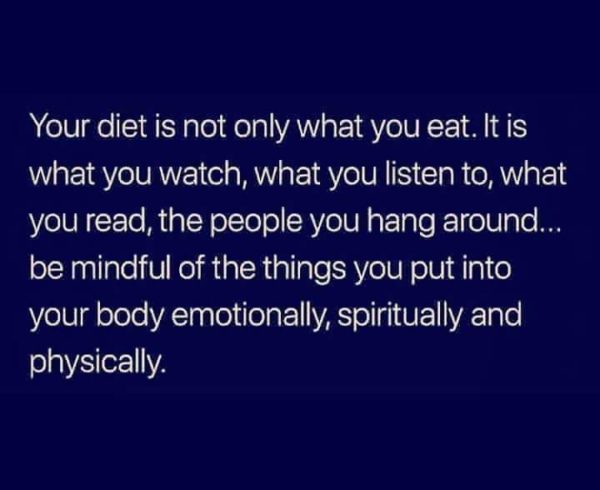 Your diet is not only what you eat. It is
what you watch, what you listen to, what
you read, the people you hang around...
be mindful of the things you put into
your body emotionally, spiritually and
physically.